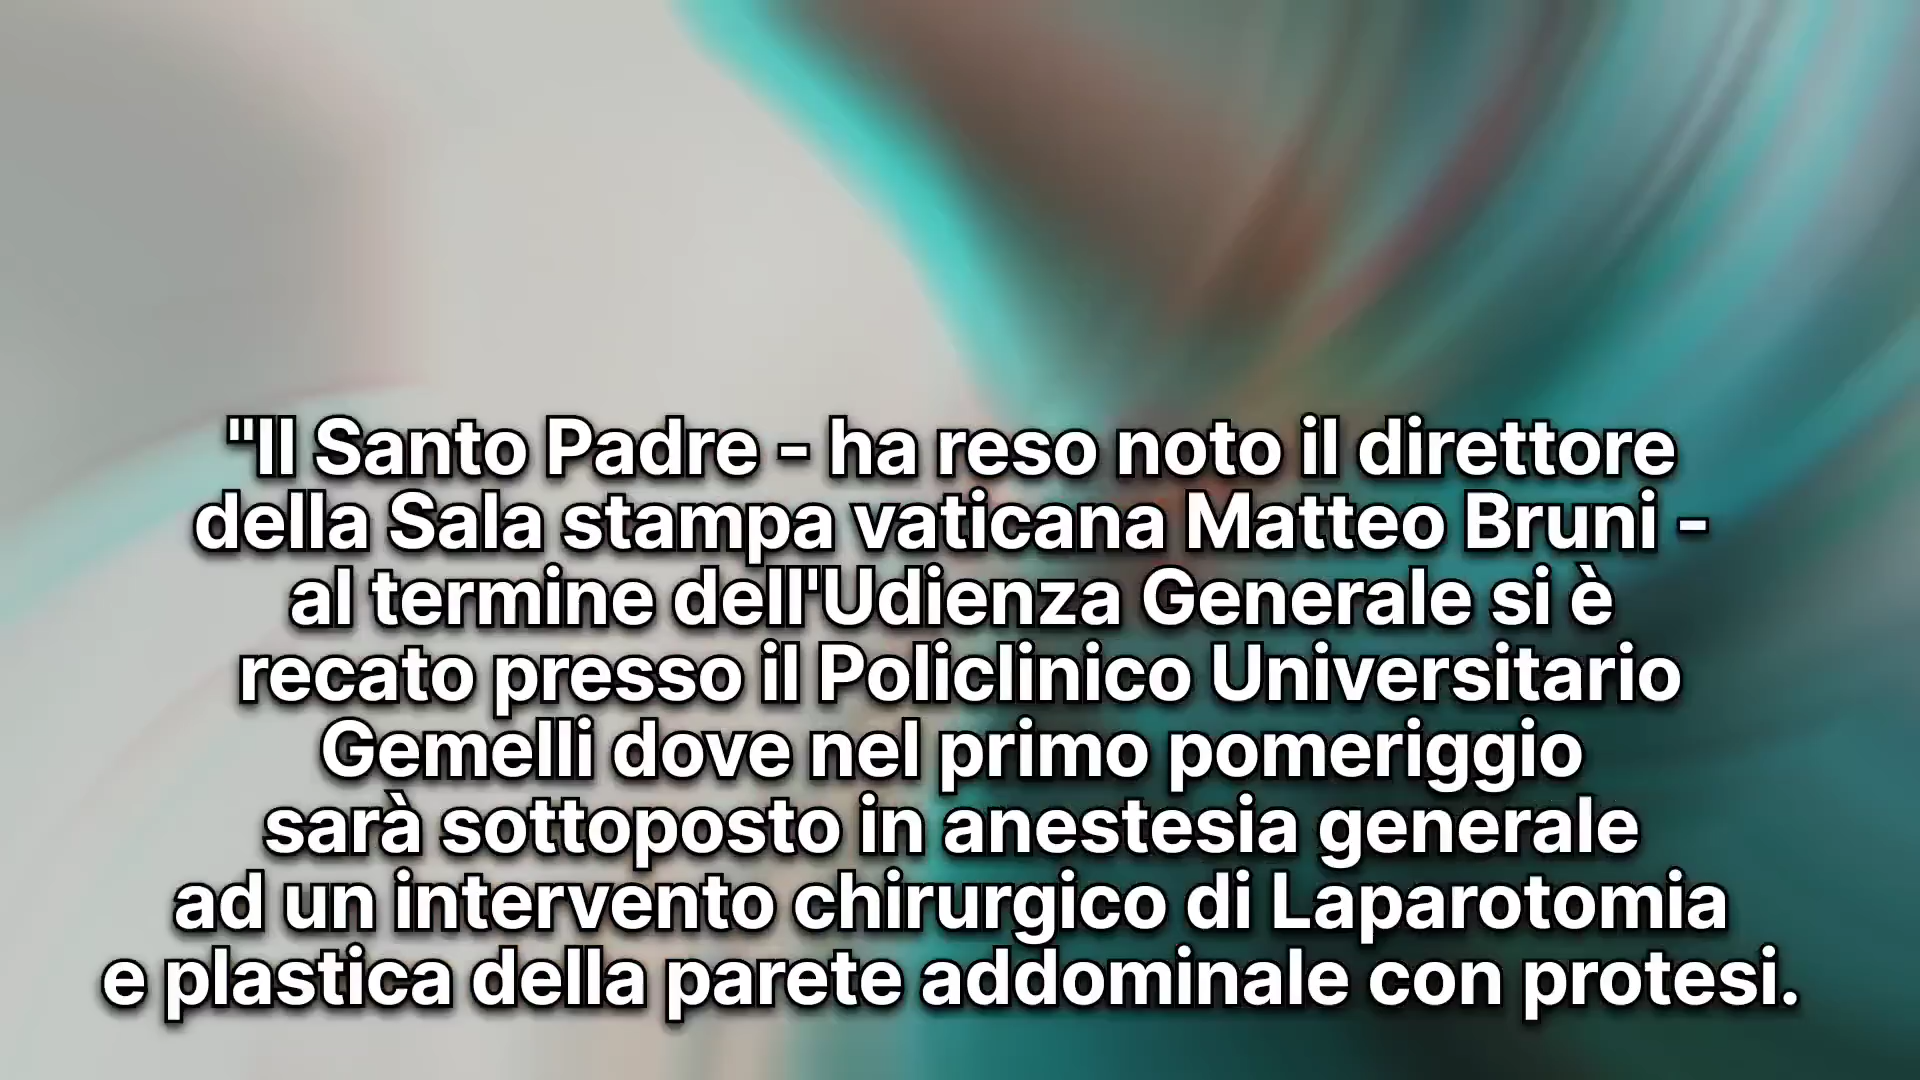 "Il Santo Padre - ha reso noto il direttore
della Sala stampa vaticana Matteo Bruni -
al termine dell'Udienza Generale si è
recato presso il Policlinico Universitario
Gemelli dove nel primo pomeriggio
sarà sottoposto in anestesia generale
ad un intervento chirurgico di Laparotomia
e plastica della parete addominale con protesi.